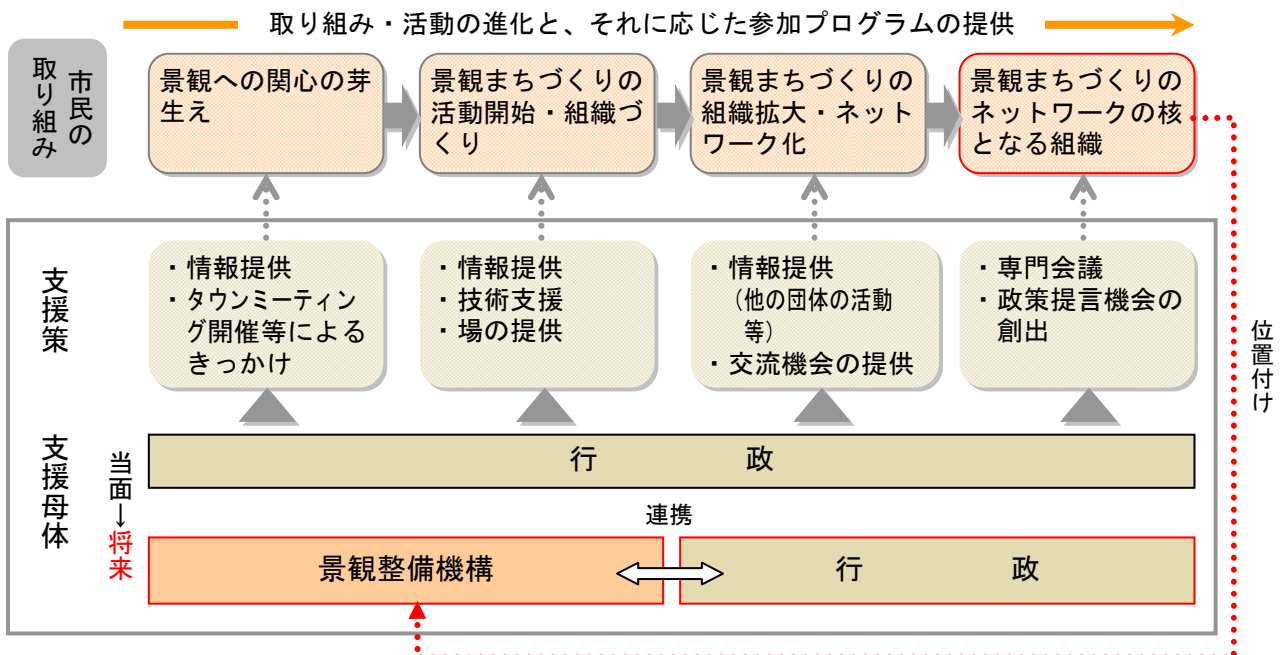 取り組み・活動の進化と、それに応じた参加プログラムの提供
市民の
取り組み
景観への関心の芽
生え
景観まちづくりの
活動開始・組織づ
くり
景観まちづくりの
組織拡大・ネット
ワーク化
景観まちづくりの
ネットワークの核
となる組織
支援策
・情報提供
・タウンミーティン
グ開催等による
きっかけ
・情報提供
・技術支援
・場の提供
・情報提供
（他の団体の活動
等）
・交流機会の提供
・専門会議
・政策提言機会の
創出
位置付け
支援母体
当面→将来
行　政
連携
景観整備機構
行　政